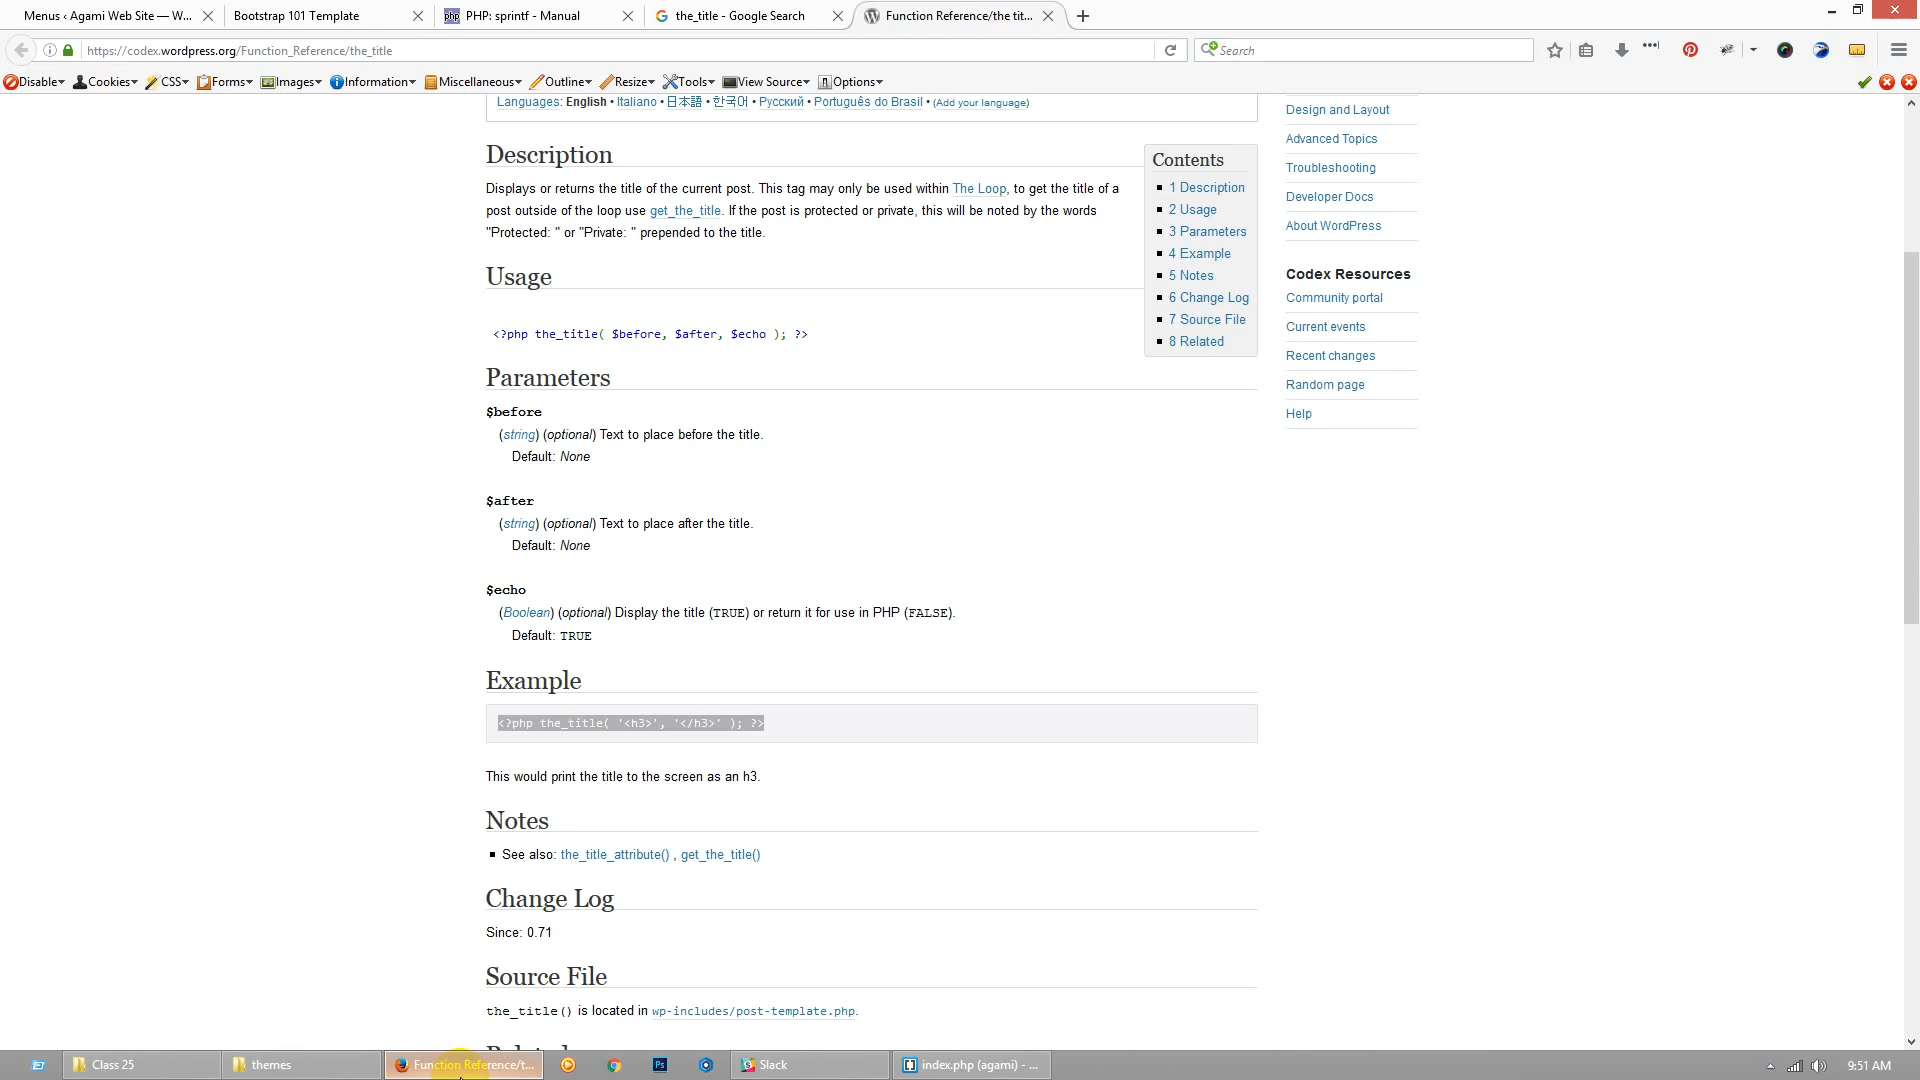 Menus ‹ Agami Web Site — W...
Bootstrap 101 Template
php PHP: sprintf - Manual
the_title - Google Search
Function Reference/the tit...
https://codex.wordpress.org/Function_Reference/the_title
Search
Disable
Cookies
CSS
Forms
Images
Information
Miscellaneous
Outline
Resize
Tools
View Source
Options
Languages: English • Italiano • 日本語 • 한국어 • Русский • Português do Brasil • (Add your language)
Description
Displays or returns the title of the current post. This tag may only be used within The Loop, to get the title of a
post outside of the loop use get_the_title. If the post is protected or private, this will be noted by the words
"Protected: " or "Private: " prepended to the title.
Contents
1 Description
2 Usage
3 Parameters
4 Example
5 Notes
6 Change Log
7 Source File
8 Related
Usage
<?php the_title( $before, $after, $echo ); ?>
Parameters
$before
(string) (optional) Text to place before the title.
Default: None
$after
(string) (optional) Text to place after the title.
Default: None
$echo
(Boolean) (optional) Display the title (TRUE) or return it for use in PHP (FALSE).
Default: TRUE
Example
<?php the_title( '<h3>', '</h3>' ); ?>
This would print the title to the screen as an h3.
Notes
See also: the_title_attribute() , get_the_title()
Change Log
Since: 0.71
Source File
the_title() is located in wp-includes/post-template.php.
Related
Design and Layout
Advanced Topics
Troubleshooting
Developer Docs
About WordPress
Codex Resources
Community portal
Current events
Recent changes
Random page
Help
Class 25
themes
Function Reference/t...
Ps
Slack
index.php (agami) - ...
9:51 AM